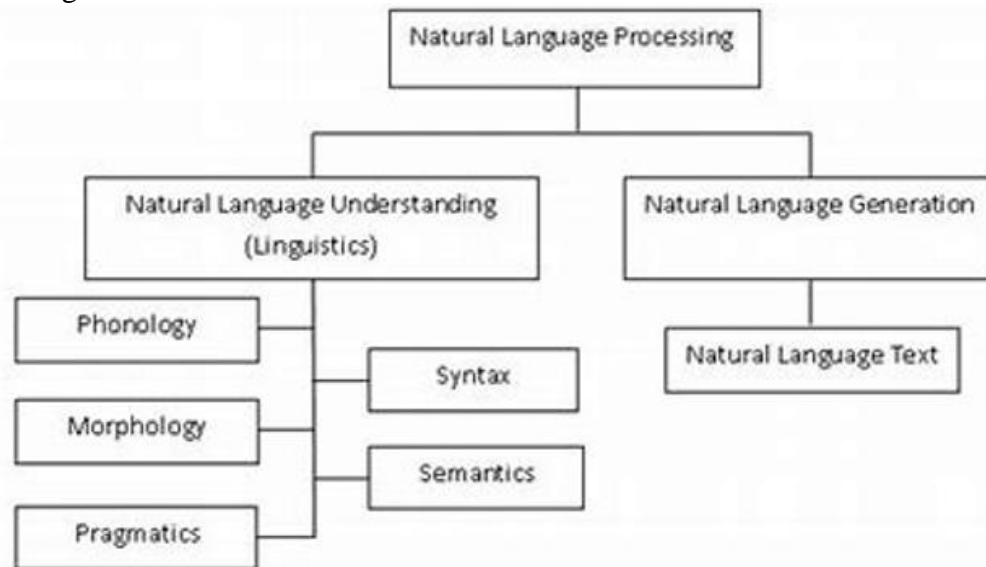 Natural Language Processing
Natural Language Understanding
(Linguistics)
Natural Language Generation
Phonology
Natural Language Text
Syntax
Morphology
Semantics
Pragmatics